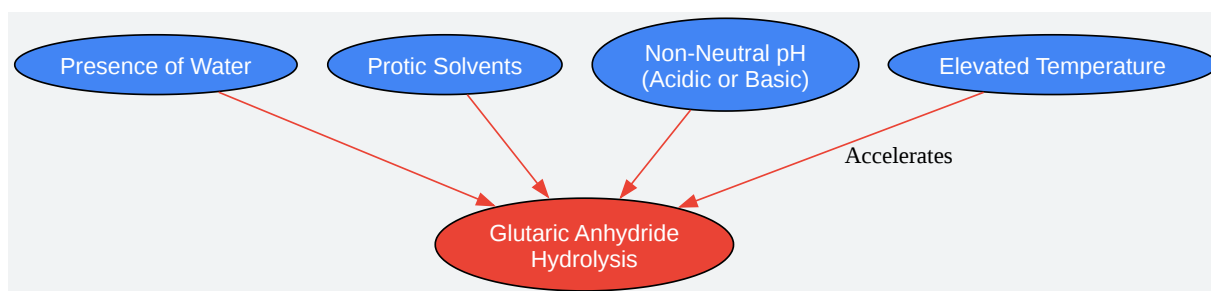 Presence of Water
Protic Solvents
Non-Neutral pH
(Acidic or Basic)
Elevated Temperature
Accelerates
Glutaric Anhydride
Hydrolysis